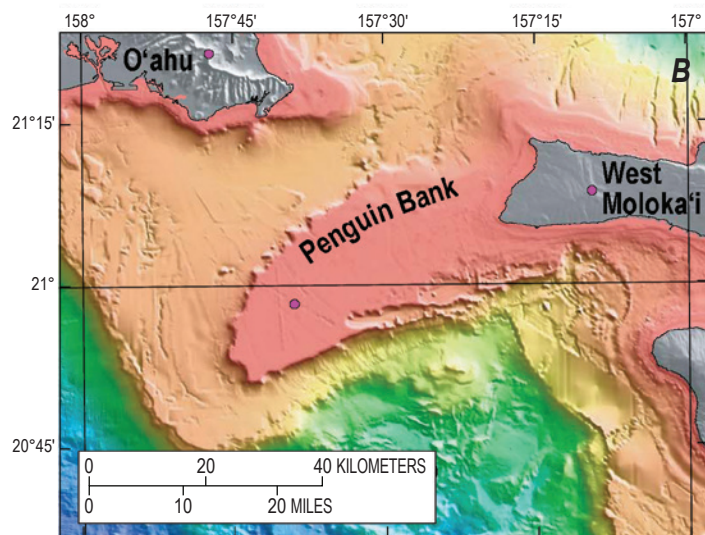 158° 157°45' 157°30' 157°15' 157°
O‘ahu
B
21°15'
West
Moloka‘i
Penguin Bank
21°
20°45'
0 20 40 KILOMETERS
0 10 20 MILES